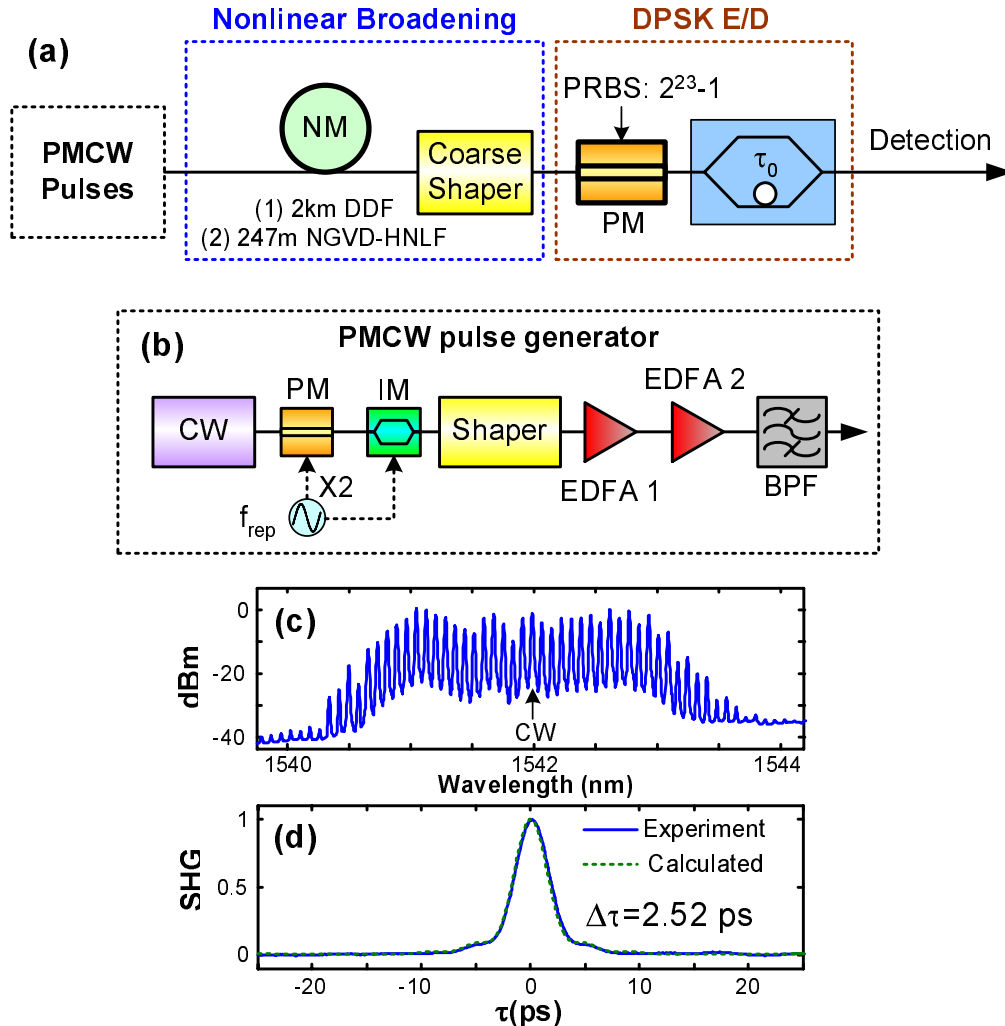 Nonlinear Broadening
DPSK E/D
(a)
PRBS: 2²³-1
NM
PMCW
Pulses
Coarse
Shaper
τ₀
Detection
(1) 2km DDF
(2) 247m NGVD-HNLF
PM
(b)
PMCW pulse generator
PM
IM
EDFA 2
CW
Shaper
X2
f_rep
EDFA 1
BPF
(c)
0
-20
-40
dBm
CW
1540
1542
1544
Wavelength (nm)
(d)
1
0.5
0
SHG
Experiment
Calculated
Δτ=2.52 ps
-20
-10
0
10
20
τ(ps)